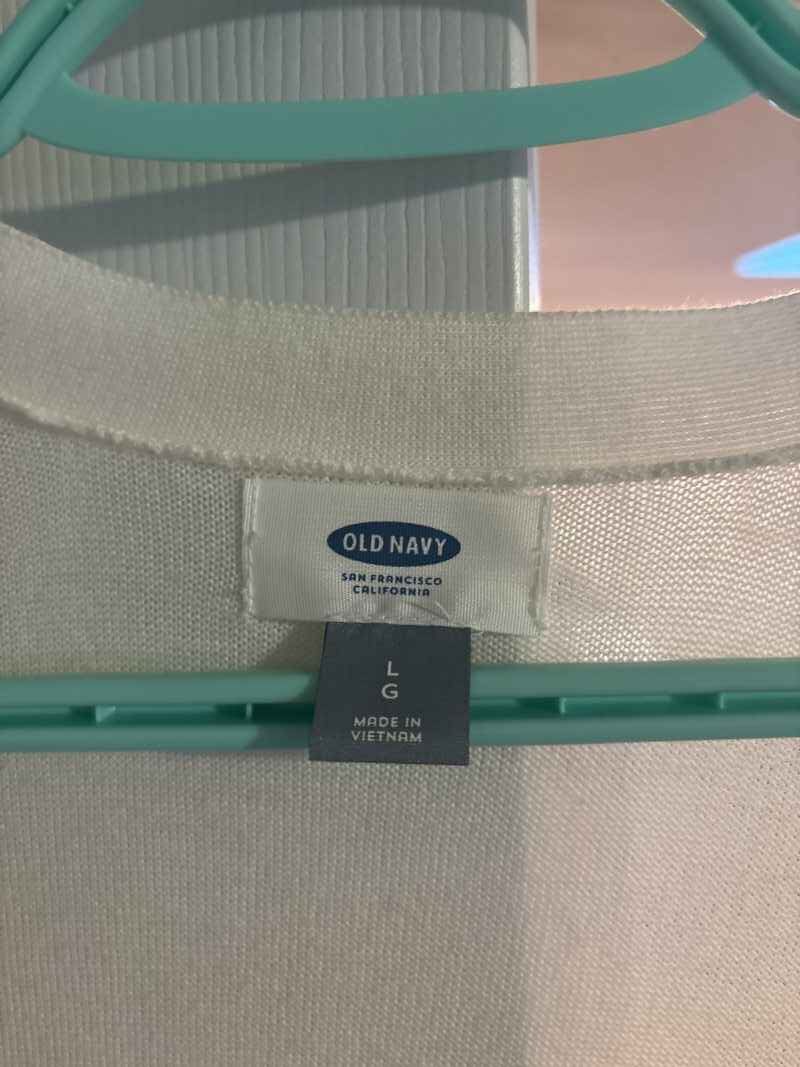 OLD NAVY
SAN FRANCISCO
CALIFORNIA
L
G
MADE IN
VIETNAM